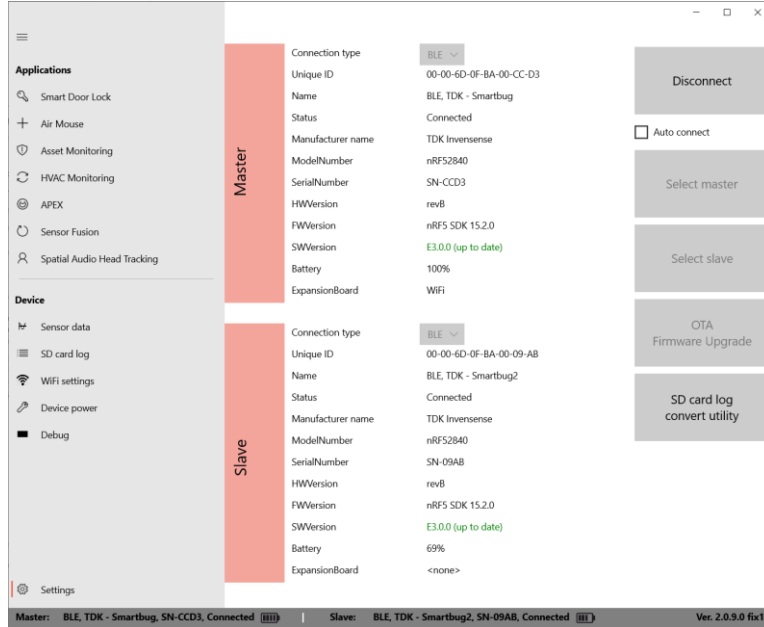 Applications
Smart Door Lock
Air Mouse
Asset Monitoring
HVAC Monitoring
APEX
Sensor Fusion
Spatial Audio Head Tracking
Device
Sensor data
SD card log
WiFi settings
Device power
Debug
Settings
Master
Connection type BLE
Unique ID 00-00-6D-0F-BA-00-CC-D3
Name BLE, TDK - Smartbug
Status Connected
Manufacturer name TDK Invensense
ModelNumber nRF52840
SerialNumber SN-CCD3
HWVersion revB
FWVersion nRF5 SDK 15.2.0
SWVersion E3.0.0 (up to date)
Battery 100%
ExpansionBoard WiFi
Slave
Connection type BLE
Unique ID 00-00-6D-0F-BA-00-09-AB
Name BLE, TDK - Smartbug2
Status Connected
Manufacturer name TDK Invensense
ModelNumber nRF52840
SerialNumber SN-09AB
HWVersion revB
FWVersion nRF5 SDK 15.2.0
SWVersion E3.0.0 (up to date)
Battery 69%
ExpansionBoard <none>
Disconnect
Auto connect
Select master
Select slave
OTA
Firmware Upgrade
SD card log
convert utility
Master: BLE, TDK - Smartbug, SN-CCD3, Connected | Slave: BLE, TDK - Smartbug2, SN-09AB, Connected Ver. 2.0.9.0 fix1